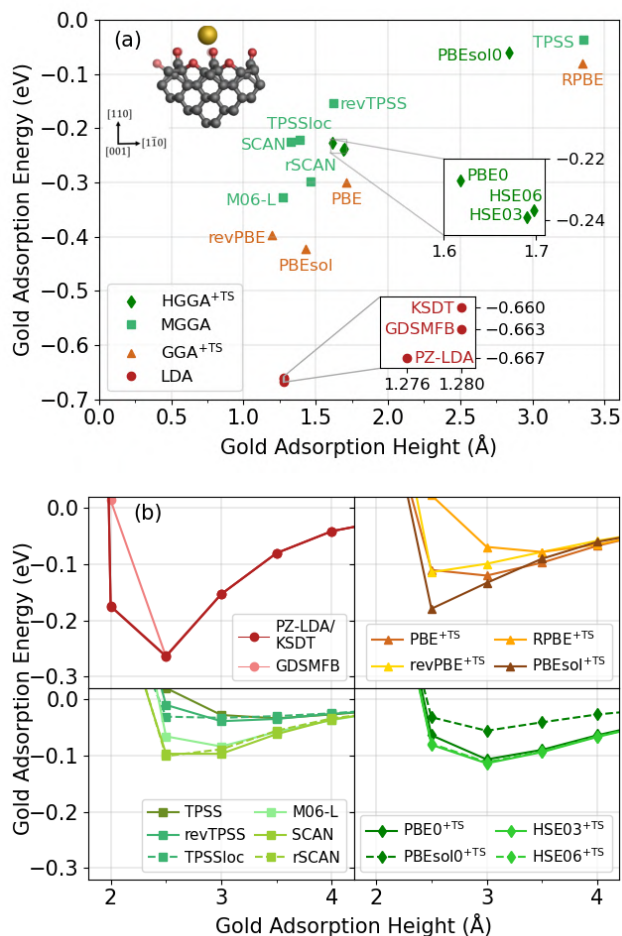 (a)
[110]
[001]
[11̄0]
TPSS
PBEsol0
RPBE
revTPSS
TPSSloc
SCAN
rSCAN
M06-L
PBE
revPBE
PBEsol
PBE0
HSE06
HSE03
−0.22
−0.24
1.6 1.7
KSDT
GDSMFB
PZ-LDA
−0.660
−0.663
−0.667
1.276 1.280
HGGA+TS
MGGA
GGA+TS
LDA
0.0
−0.1
−0.2
−0.3
−0.4
−0.5
−0.6
−0.7
Gold Adsorption Energy (eV)
0.0 0.5 1.0 1.5 2.0 2.5 3.0 3.5
Gold Adsorption Height (Å)
(b)
Gold Adsorption Energy (eV)
0.0
−0.1
−0.2
−0.3
PZ-LDA/
KSDT
GDSMFB
PBE+TS RPBE+TS
revPBE+TS PBEsol+TS
0.0
−0.1
−0.2
−0.3
TPSS M06-L
revTPSS SCAN
TPSSloc rSCAN
PBE0+TS HSE03+TS
PBEsol0+TS HSE06+TS
2 3 4 2 3 4
Gold Adsorption Height (Å)